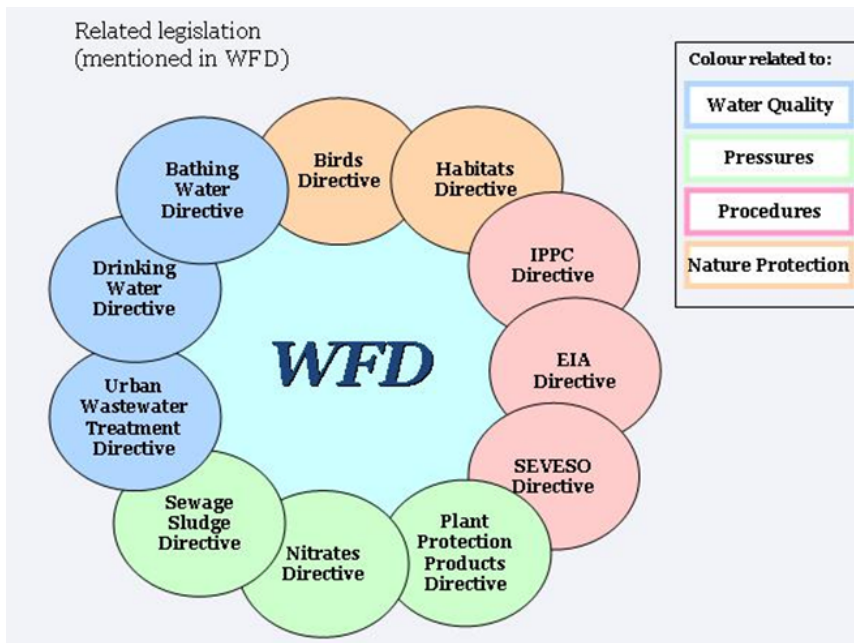 Related legislation
(mentioned in WFD)
Colour related to:
Water Quality
Pressures
Procedures
Nature Protection
Bathing
Water
Directive
Birds
Directive
Habitats
Directive
IPPC
Directive
EIA
Directive
SEVESO
Directive
Plant
Protection
Products
Directive
Nitrates
Directive
Sewage
Sludge
Directive
Urban
Wastewater
Treatment
Directive
Drinking
Water
Directive
WFD